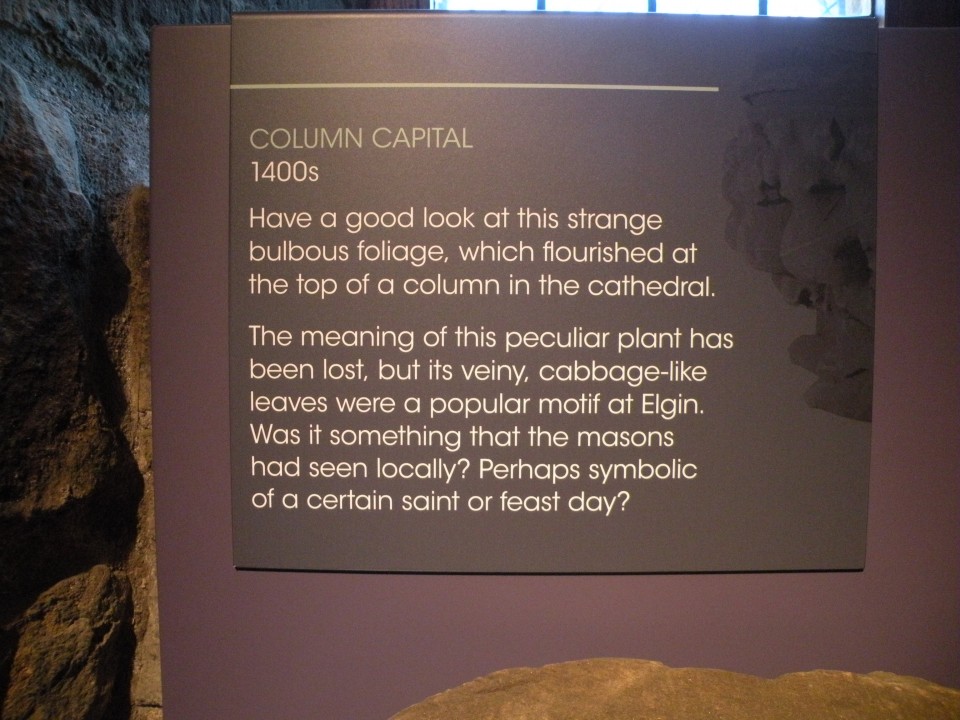 COLUMN CAPITAL
1400s
Have a good look at this strange
bulbous foliage, which flourished at
the top of a column in the cathedral.
The meaning of this peculiar plant has
been lost, but its veiny, cabbage-like
leaves were a popular motif at Elgin.
Was it something that the masons
had seen locally? Perhaps symbolic
of a certain saint or feast day?